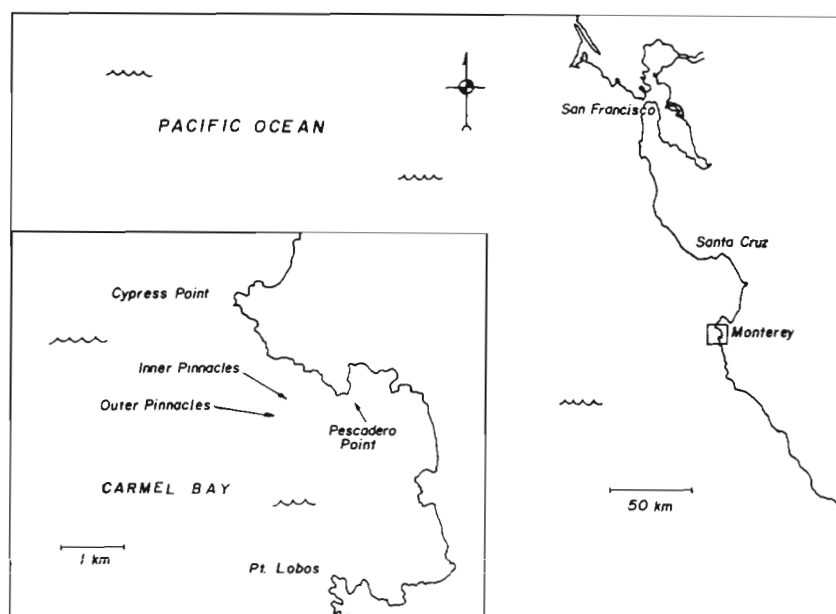 PACIFIC OCEAN
San Francisco
Santa Cruz
Monterey
50 km
Cypress Point
Inner Pinnacles
Outer Pinnacles
Pescadero
Point
CARMEL BAY
1 km
Pt. Lobos